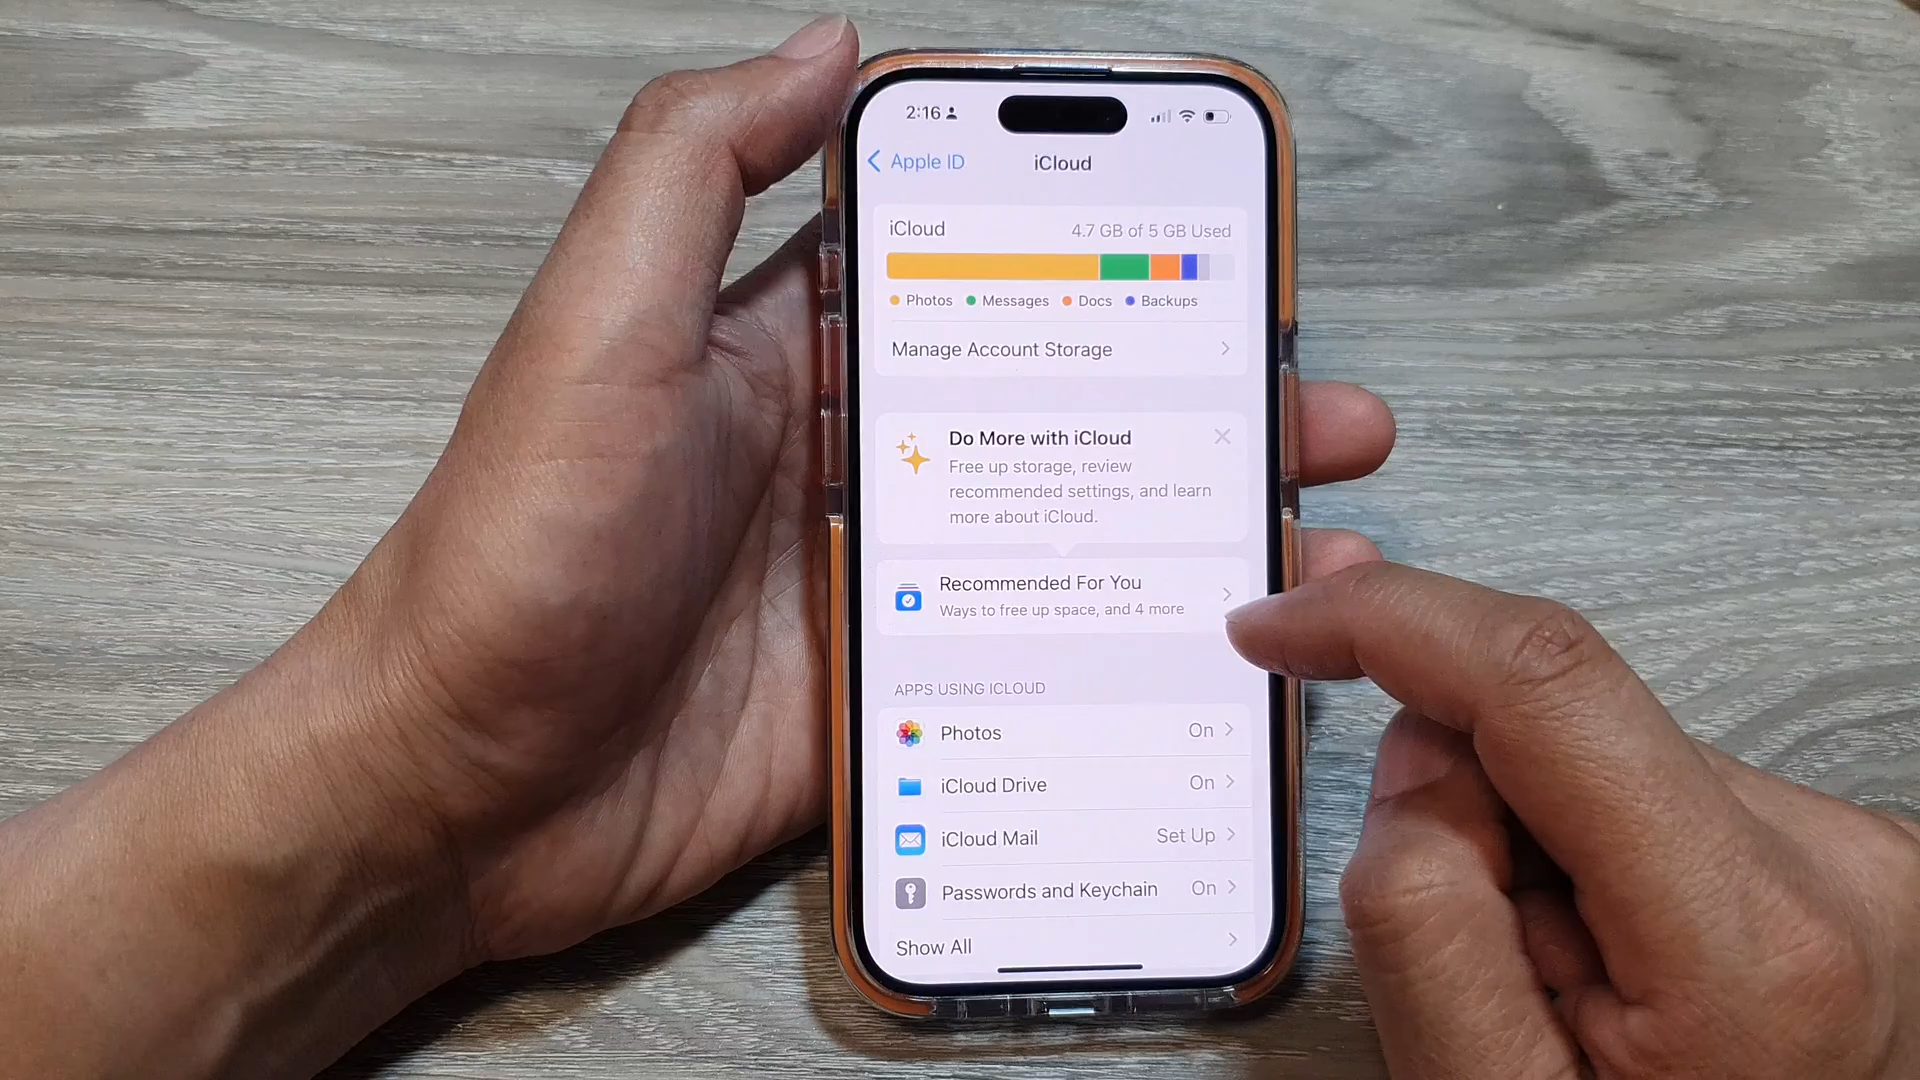 2:16
Apple ID
iCloud
iCloud 4.7 GB of 5 GB Used
Photos Messages Docs Backups
Manage Account Storage
Do More with iCloud
Free up storage, review
recommended settings, and learn
more about iCloud.
Recommended For You
Ways to free up space, and 4 more
APPS USING ICLOUD
Photos On
iCloud Drive On
iCloud Mail Set Up
Passwords and Keychain On
Show All